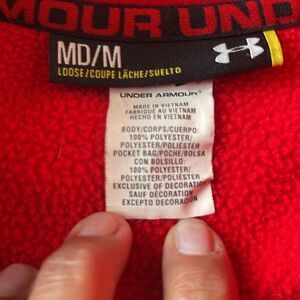 MOUR UND
MD/M
LOOSE/COUPE LÂCHE/SUELTO
UNDER ARMOUR®
MADE IN VIETNAM
FABRIQUÉ AU VIETNAM
HECHO EN VIETNAM
BODY/CORPS/CUERPO:
100% POLYESTER/
POLYESTER/POLIÉSTER
POCKET BAG/POCHE/BOLSA
CON BOLSILLO:
100% POLYESTER/
POLYESTER/POLIÉSTER
EXCLUSIVE OF DECORATION
SAUF DÉCORATION
EXCEPTO DECORACIÓN